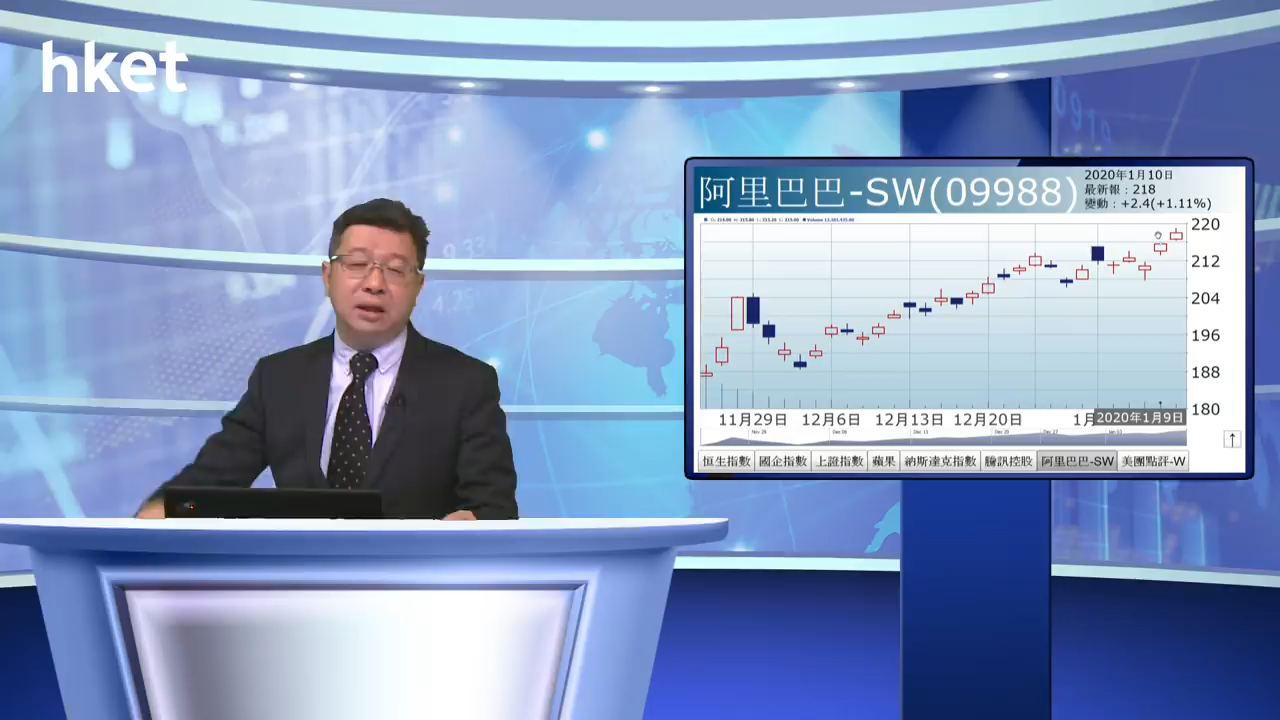 hket
阿里巴巴-SW(09988)
2020年1月10日
最新報：218
變動：+2.4(+1.11%)
220
212
204
196
188
180
11月29日 12月6日 12月13日 12月20日 1月
2020年1月9日
恒生指數 國企指數 上證指數 蘋果 納斯達克指數 騰訊控股 阿里巴巴-SW 美團點評-W